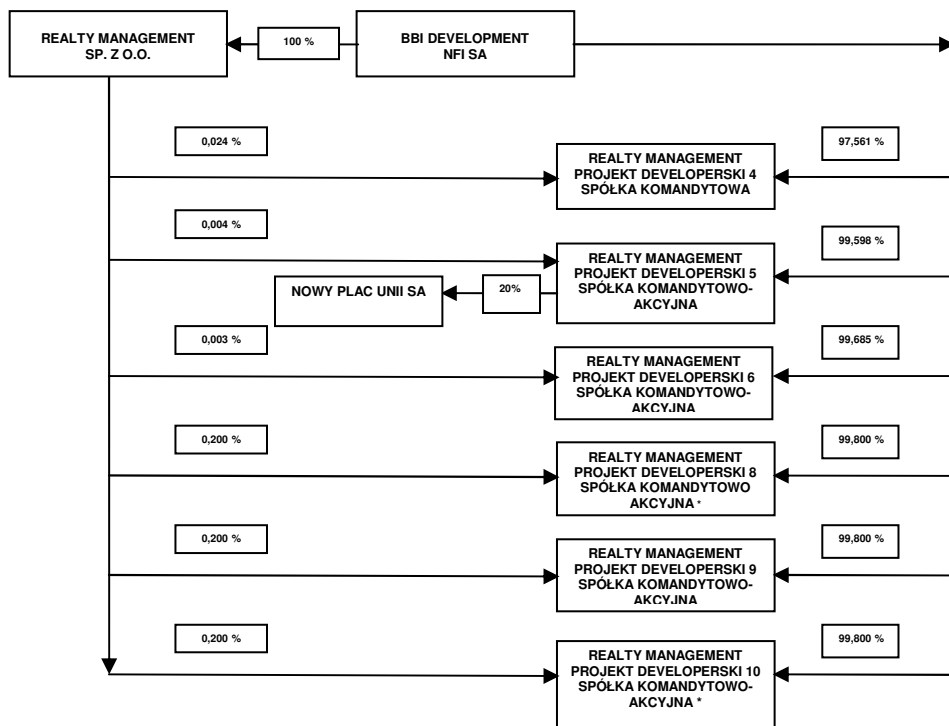 REALTY MANAGEMENT
SP. Z O.O.
100 %
BBI DEVELOPMENT
NFI SA
0,024 %
REALTY MANAGEMENT
PROJEKT DEVELOPERSKI 4
SPÓŁKA KOMANDYTOWA
97,561 %
0,004 %
REALTY MANAGEMENT
PROJEKT DEVELOPERSKI 5
SPÓŁKA KOMANDYTOWO-
AKCYJNA
99,598 %
NOWY PLAC UNII SA
20%
0,003 %
REALTY MANAGEMENT
PROJEKT DEVELOPERSKI 6
SPÓŁKA KOMANDYTOWO-
AKCYJNA
99,685 %
0,200 %
REALTY MANAGEMENT
PROJEKT DEVELOPERSKI 8
SPÓŁKA KOMANDYTOWO
AKCYJNA *
99,800 %
0,200 %
REALTY MANAGEMENT
PROJEKT DEVELOPERSKI 9
SPÓŁKA KOMANDYTOWO-
AKCYJNA
99,800 %
0,200 %
REALTY MANAGEMENT
PROJEKT DEVELOPERSKI 10
SPÓŁKA KOMANDYTOWO-
AKCYJNA *
99,800 %